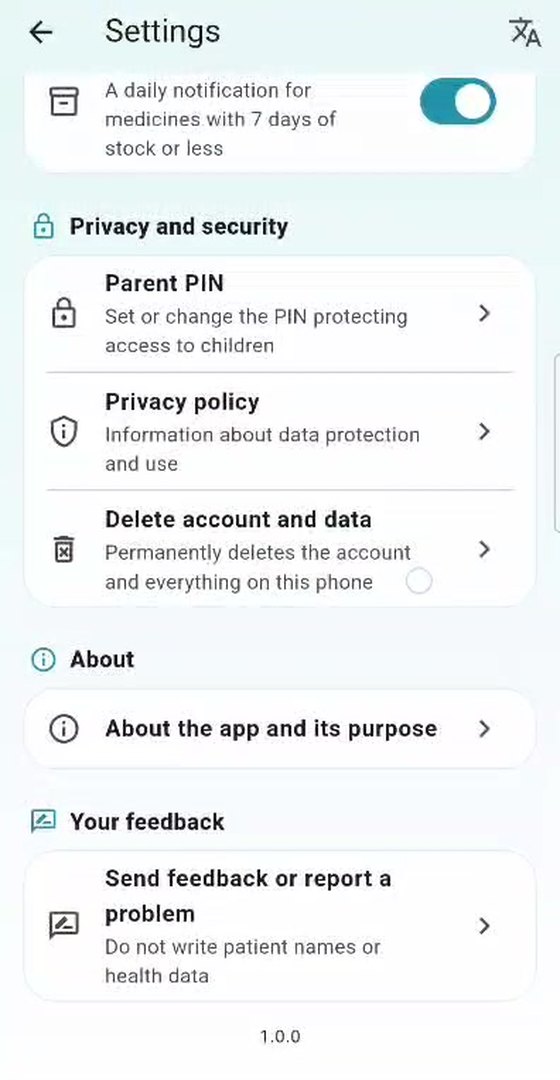 Settings
A daily notification for
medicines with 7 days of
stock or less
Privacy and security
Parent PIN
Set or change the PIN protecting
access to children
Privacy policy
Information about data protection
and use
Delete account and data
Permanently deletes the account
and everything on this phone
About
About the app and its purpose
Your feedback
Send feedback or report a
problem
Do not write patient names or
health data
1.0.0